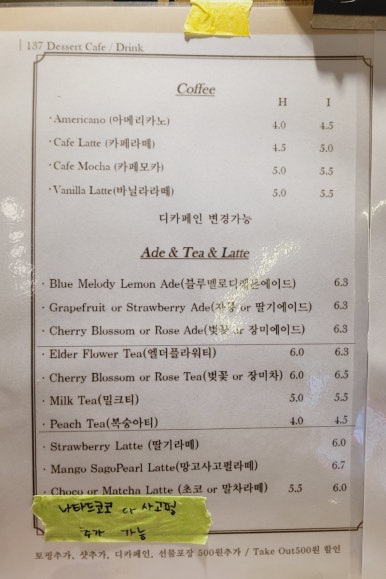 137 Dessert Cafe / Drink
Coffee
H I
· Americano (아메리카노) 4.0 4.5
· Cafe Latte (카페라떼) 4.5 5.0
· Cafe Mocha (카페모카) 5.0 5.5
· Vanilla Latte(바닐라라떼) 5.0 5.5
디카페인 변경가능
Ade & Tea & Latte
· Blue Melody Lemon Ade(블루멜로디레몬에이드) 6.3
· Grapefruit or Strawberry Ade(자몽 or 딸기에이드) 6.3
· Cherry Blossom or Rose Ade(벚꽃 or 장미에이드) 6.3
· Elder Flower Tea(엘더플라워티) 6.0 6.3
· Cherry Blossom or Rose Tea(벚꽃 or 장미차) 6.0 6.5
· Milk Tea(밀크티) 5.0 5.5
· Peach Tea(복숭아티) 4.0 4.5
· Strawberry Latte (딸기라떼) 6.0
· Mango SagoPearl Latte(망고사고펄라떼) 6.7
· Choco or Matcha Latte (초코 or 말차라떼) 5.5 6.0
나타드코코 사고펄
추가 가능
토핑추가, 샷추가, 디카페인, 선물포장 500원추가 / Take Out500원 할인